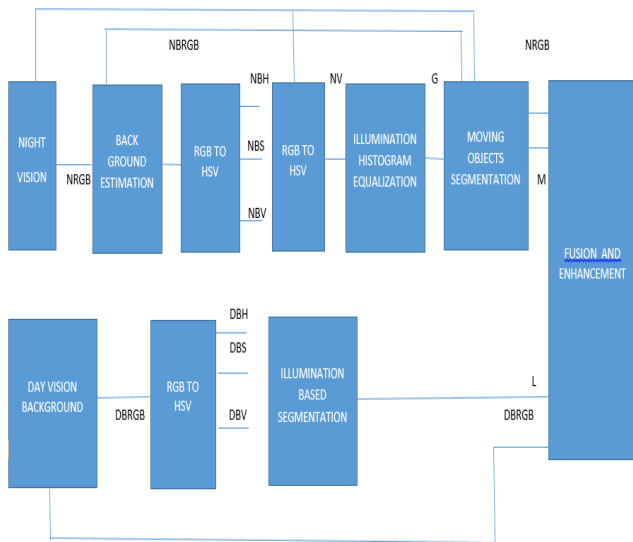 NBRGB
NRGB
NIGHT
VISION
NRGB
BACK
GROUND
ESTIMATION
RGB TO
HSV
NBH
NBS
NBV
RGB TO
HSV
NV
ILLUMINATION
HISTOGRAM
EQUALIZATION
G
MOVING
OBJECTS
SEGMENTATION
M
FUSION AND
ENHANCEMENT
DAY VISION
BACKGROUND
DBRGB
RGB TO
HSV
DBH
DBS
DBV
ILLUMINATION
BASED
SEGMENTATION
L
DBRGB